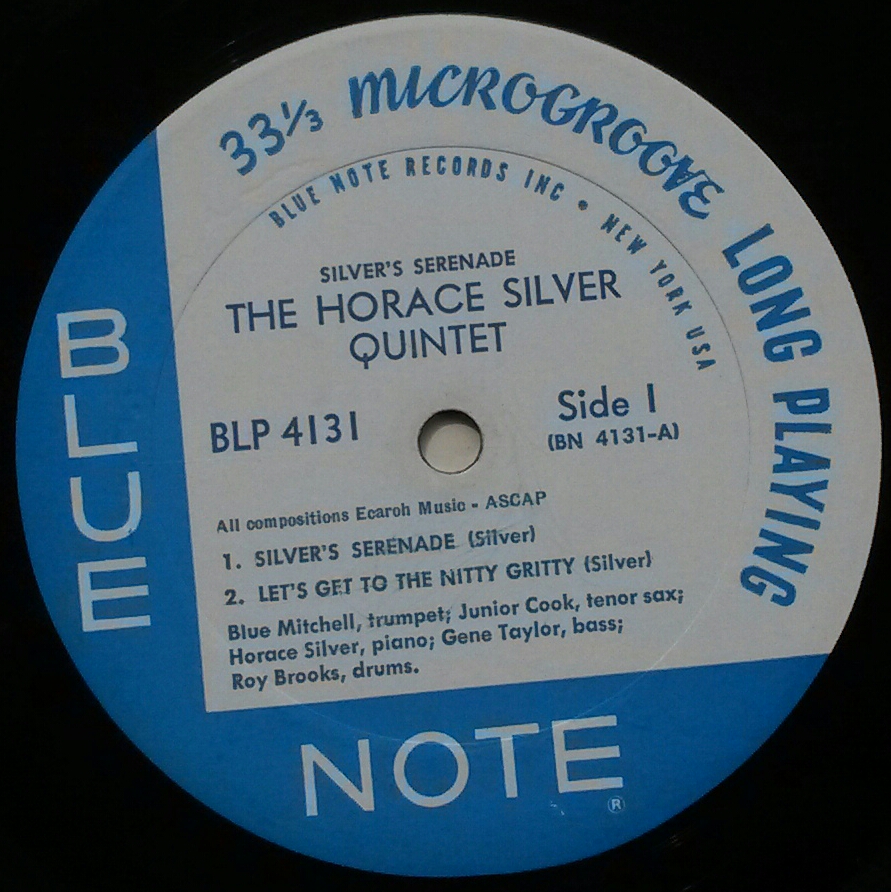 33⅓ MICROGROOVE LONG PLAYING
BLUE NOTE RECORDS INC • NEW YORK USA
SILVER'S SERENADE
THE HORACE SILVER
QUINTET
BLP 4131
Side 1
(BN 4131-A)
All compositions Ecaroh Music - ASCAP
1. SILVER'S SERENADE (Silver)
2. LET'S GET TO THE NITTY GRITTY (Silver)
Blue Mitchell, trumpet; Junior Cook, tenor sax;
Horace Silver, piano; Gene Taylor, bass;
Roy Brooks, drums.
BLUE
NOTE
®